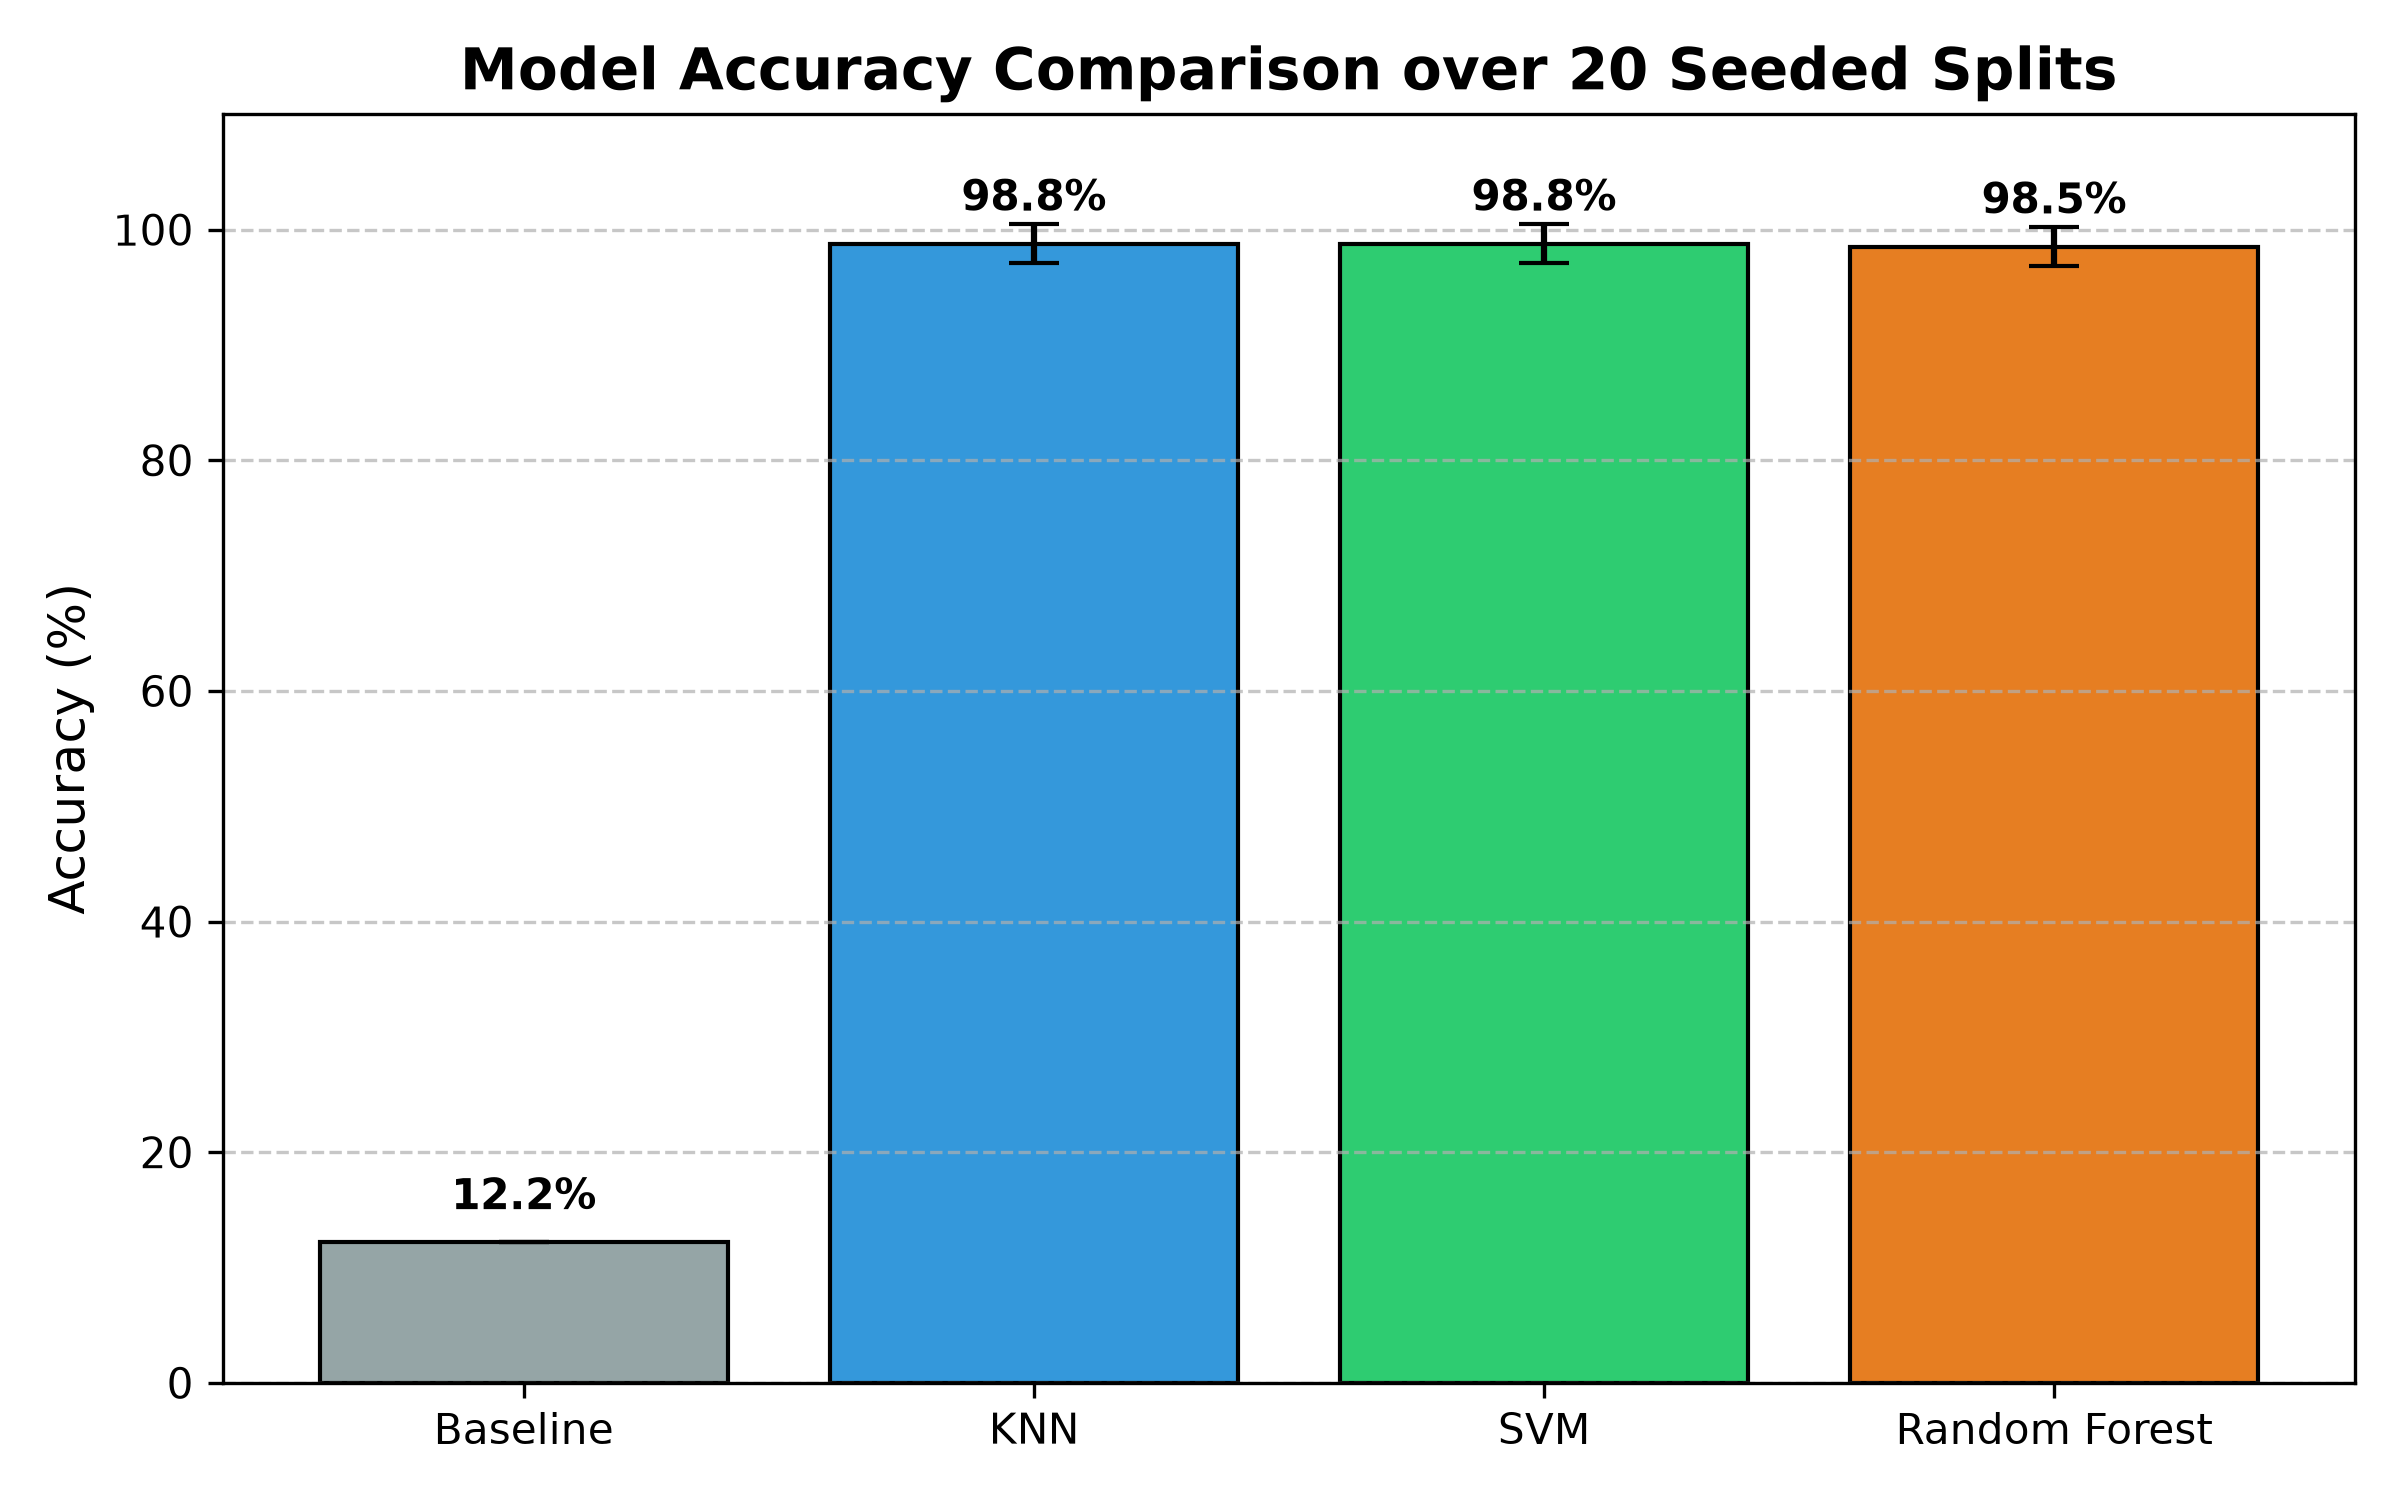 Model Accuracy Comparison over 20 Seeded Splits
98.8%
98.8%
98.5%
100
80
60
40
20
0
Accuracy (%)
12.2%
Baseline
KNN
SVM
Random Forest